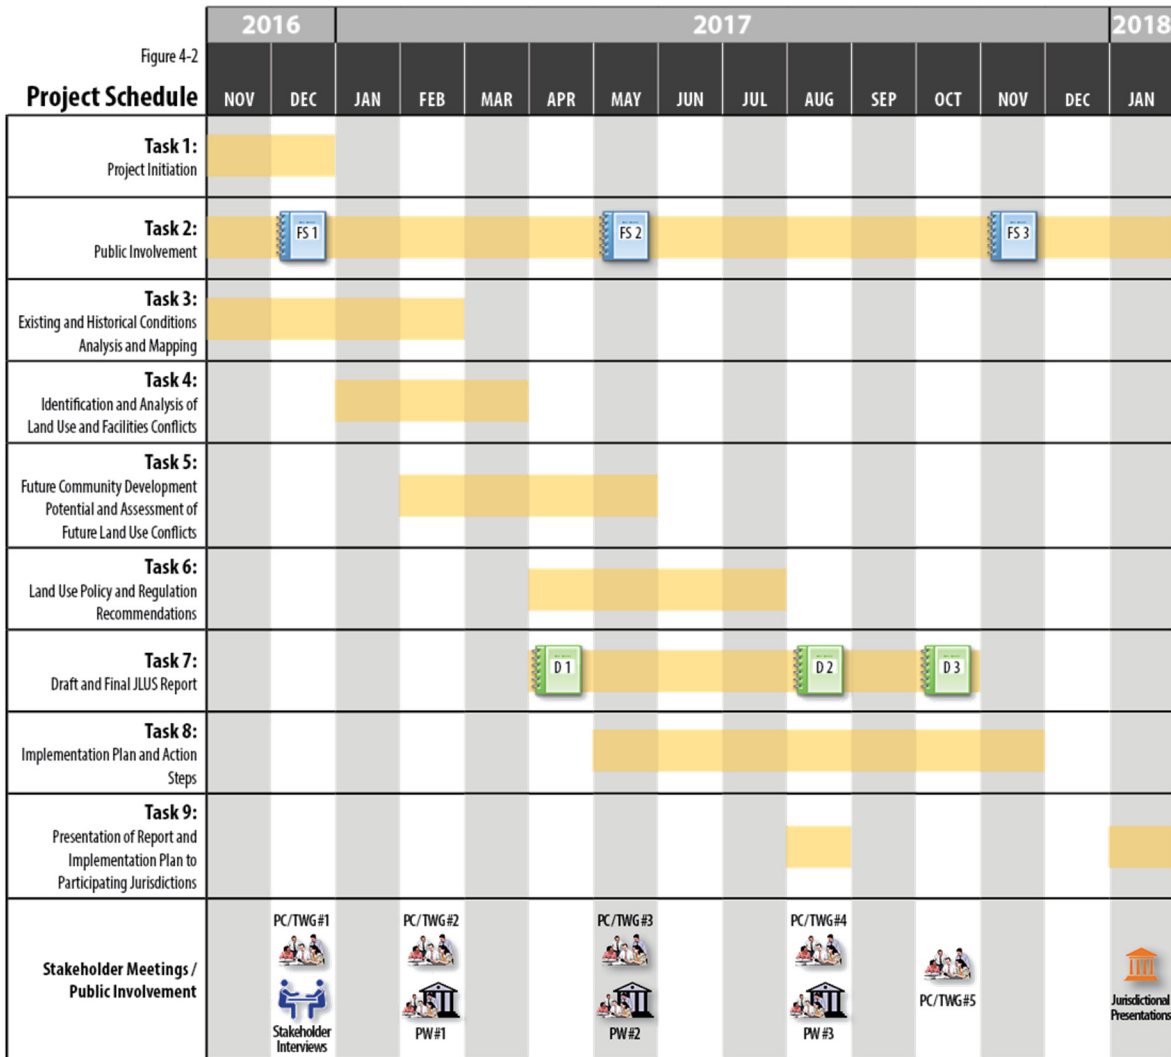 2016 2017 2018
Figure 4-2
Project Schedule NOV DEC JAN FEB MAR APR MAY JUN JUL AUG SEP OCT NOV DEC JAN
Task 1:
Project Initiation
Task 2:
Public Involvement
FS 1 FS 2 FS 3
Task 3:
Existing and Historical Conditions
Analysis and Mapping
Task 4:
Identification and Analysis of
Land Use and Facilities Conflicts
Task 5:
Future Community Development
Potential and Assessment of
Future Land Use Conflicts
Task 6:
Land Use Policy and Regulation
Recommendations
Task 7:
Draft and Final JLUS Report
D 1 D 2 D 3
Task 8:
Implementation Plan and Action
Steps
Task 9:
Presentation of Report and
Implementation Plan to
Participating Jurisdictions
Stakeholder Meetings /
Public Involvement
PC/TWG#1 PC/TWG#2 PC/TWG#3 PC/TWG#4
PC/TWG#5
Stakeholder
Interviews
PW#1 PW#2 PW#3
Jurisdictional
Presentations